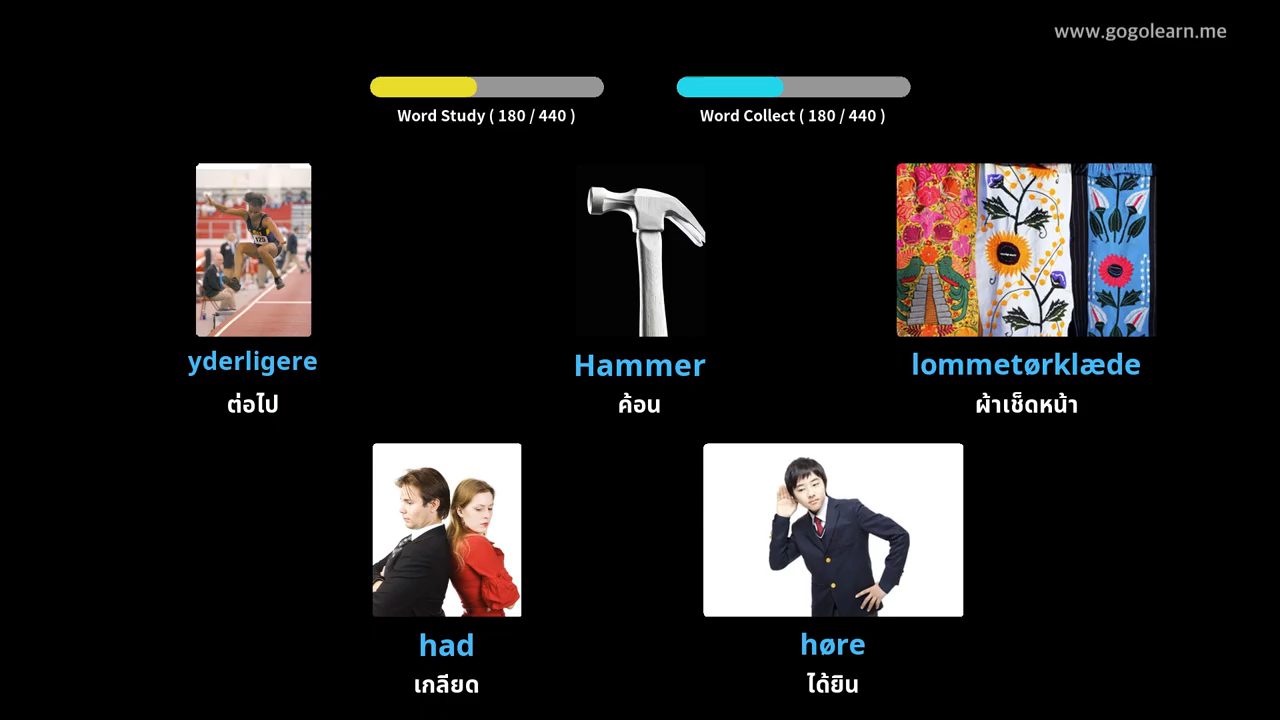 www.gogolearn.me
Word Study ( 180 / 440 )
Word Collect ( 180 / 440 )
yderligere
ต่อไป
Hammer
ค้อน
lommetørklæde
ผ้าเช็ดหน้า
had
เกลียด
høre
ได้ยิน